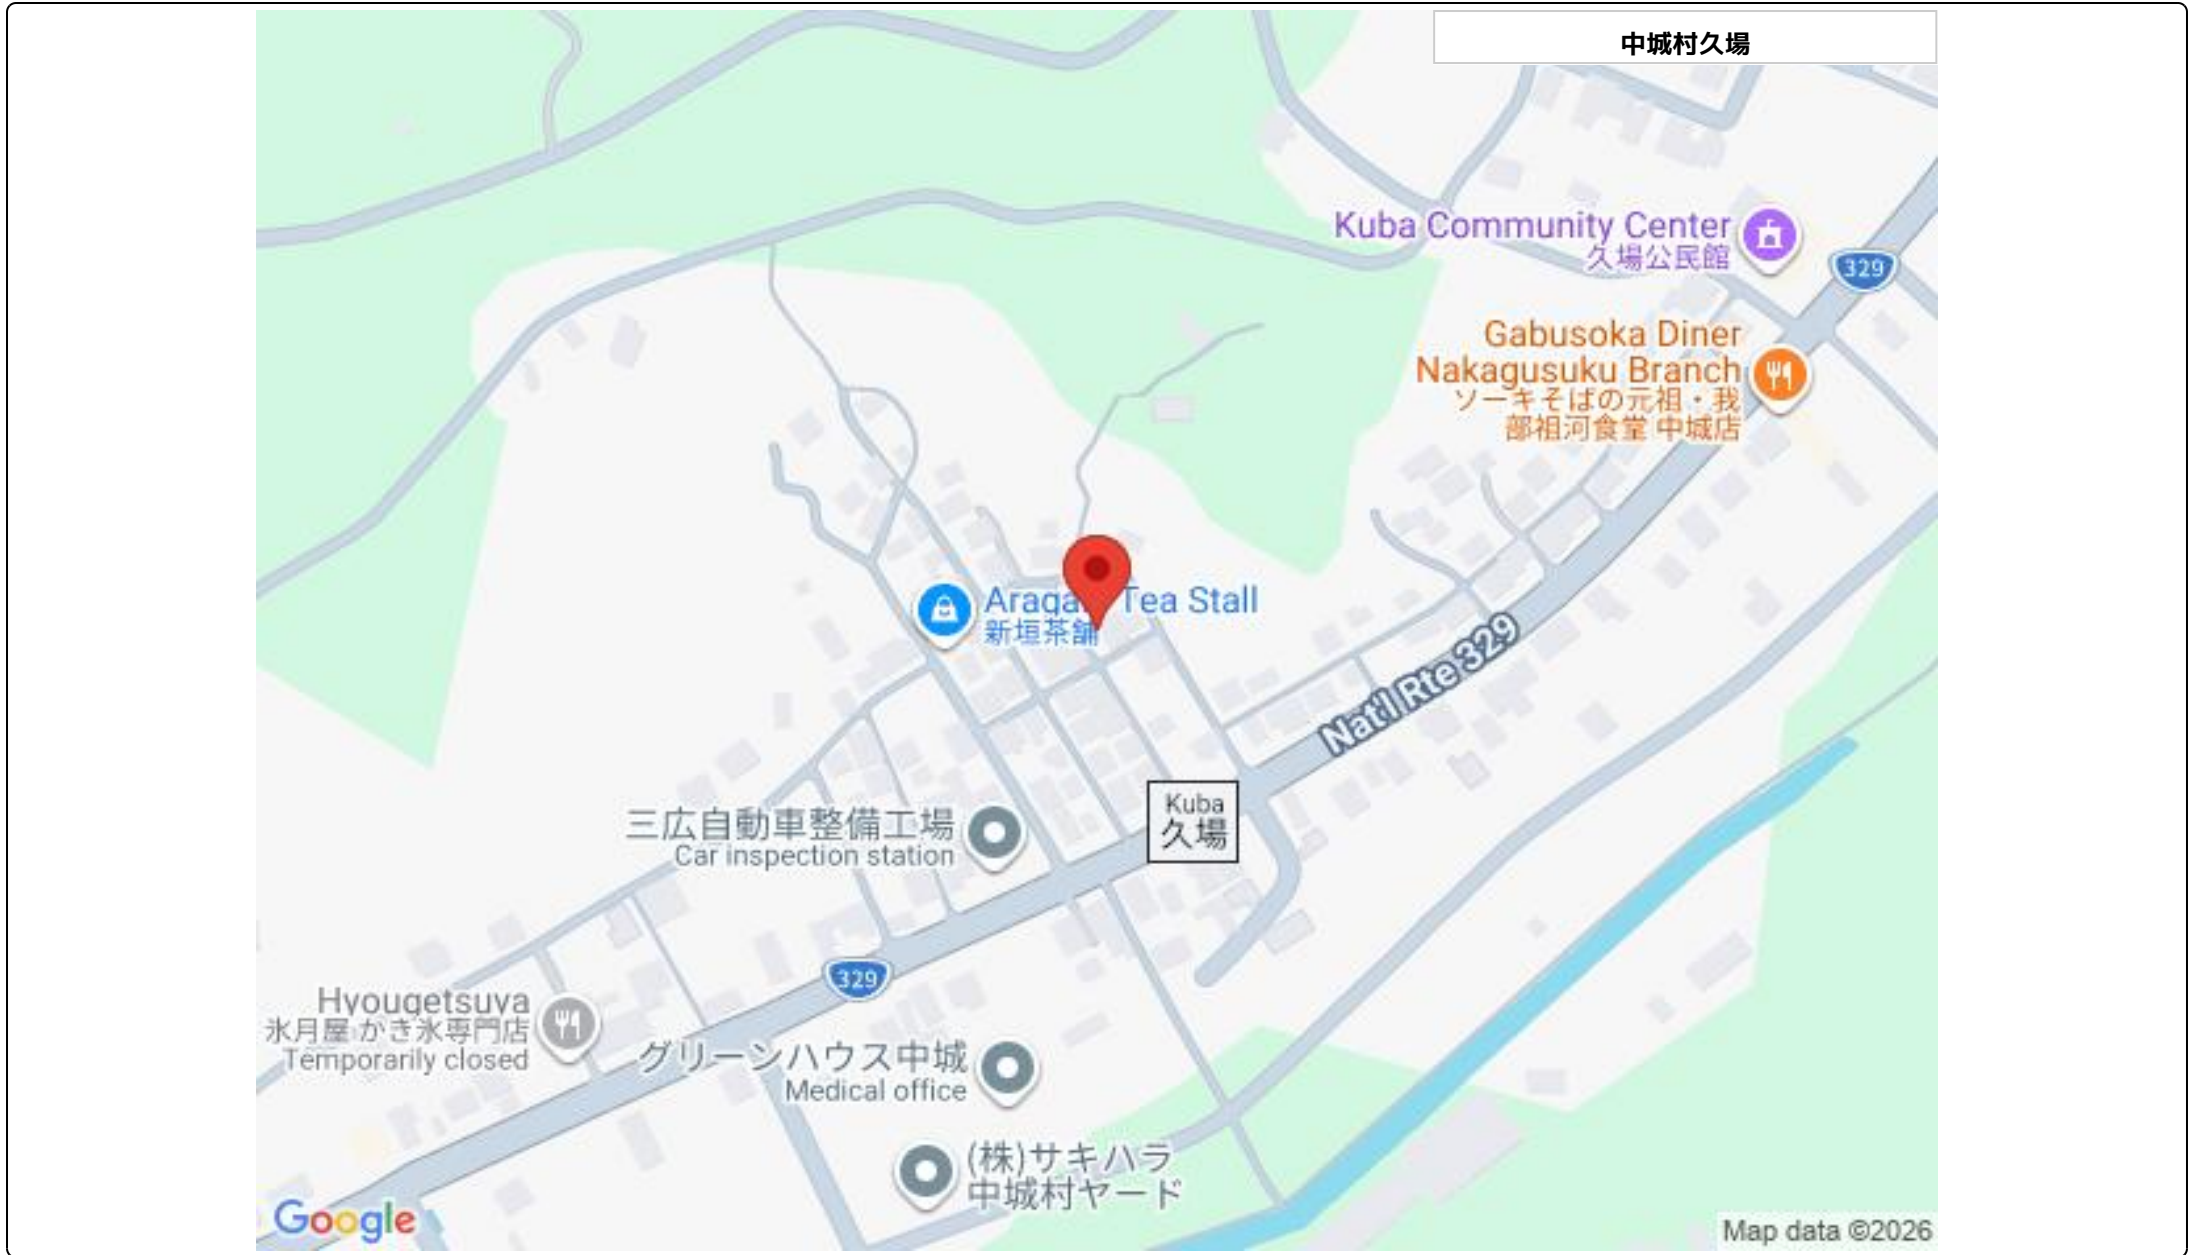 中城村久場
Kuba Community Center
久場公民館
329
Gabusoka Diner
Nakagusuku Branch
ソーキそばの元祖・我
部祖河食堂 中城店
Tea Stall
新垣茶舗
Nat'l Rte 329
Kuba
久場
三広自動車整備工場
Car inspection station
329
Hyougetsuya
氷月屋 かき氷専門店
Temporarily closed
グリーンハウス中城
Medical office
(株)サキハラ
中城村ヤード
Google
Map data ©2026